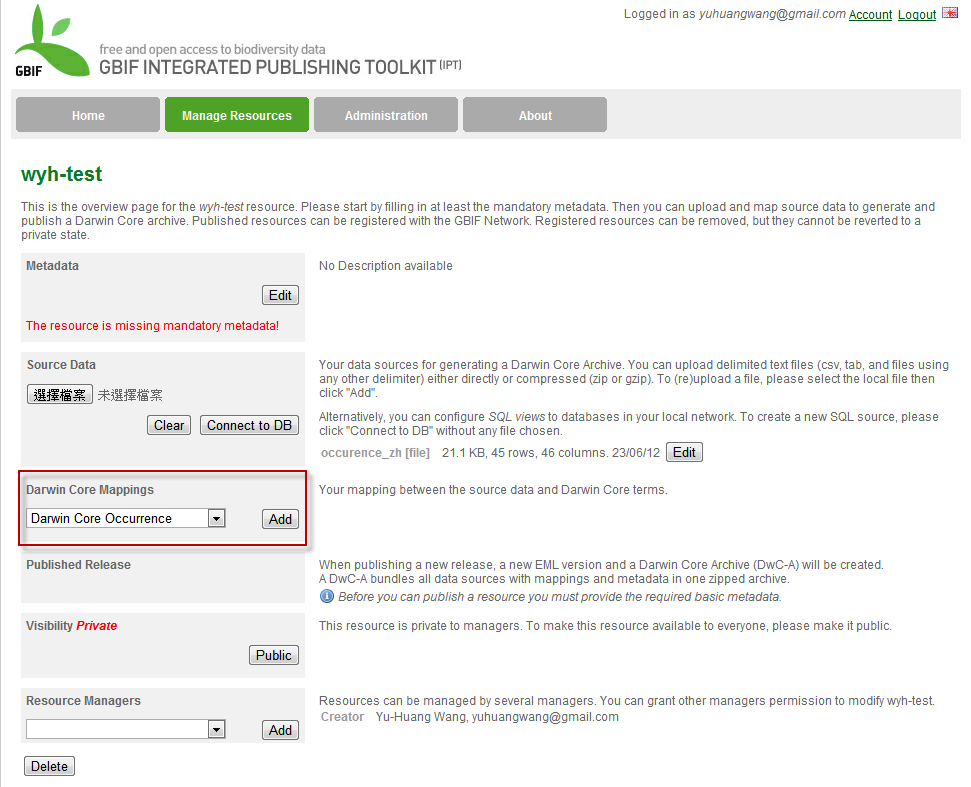 Logged in as yuhuangwang@gmail.com Account Logout
GBIF
free and open access to biodiversity data
GBIF INTEGRATED PUBLISHING TOOLKIT (IPT)
Home Manage Resources Administration About
wyh-test
This is the overview page for the wyh-test resource. Please start by filling in at least the mandatory metadata. Then you can upload and map source data to generate and
publish a Darwin Core archive. Published resources can be registered with the GBIF Network. Registered resources can be removed, but they cannot be reverted to a
private state.
Metadata
No Description available
Edit
The resource is missing mandatory metadata!
Source Data
選擇檔案 未選擇檔案
Clear Connect to DB
Your data sources for generating a Darwin Core Archive. You can upload delimited text files (csv, tab, and files using
any other delimiter) either directly or compressed (zip or gzip). To (re)upload a file, please select the local file then
click "Add".
Alternatively, you can configure SQL views to databases in your local network. To create a new SQL source, please
click "Connect to DB" without any file chosen.
occurence_zh [file] 21.1 KB, 45 rows, 46 columns. 23/06/12 Edit
Darwin Core Mappings
Darwin Core Occurrence Add
Your mapping between the source data and Darwin Core terms.
Published Release
When publishing a new release, a new EML version and a Darwin Core Archive (DwC-A) will be created.
A DwC-A bundles all data sources with mappings and metadata in one zipped archive.
Before you can publish a resource you must provide the required basic metadata.
Visibility Private
Public
This resource is private to managers. To make this resource available to everyone, please make it public.
Resource Managers
Add
Resources can be managed by several managers. You can grant other managers permission to modify wyh-test.
Creator Yu-Huang Wang, yuhuangwang@gmail.com
Delete